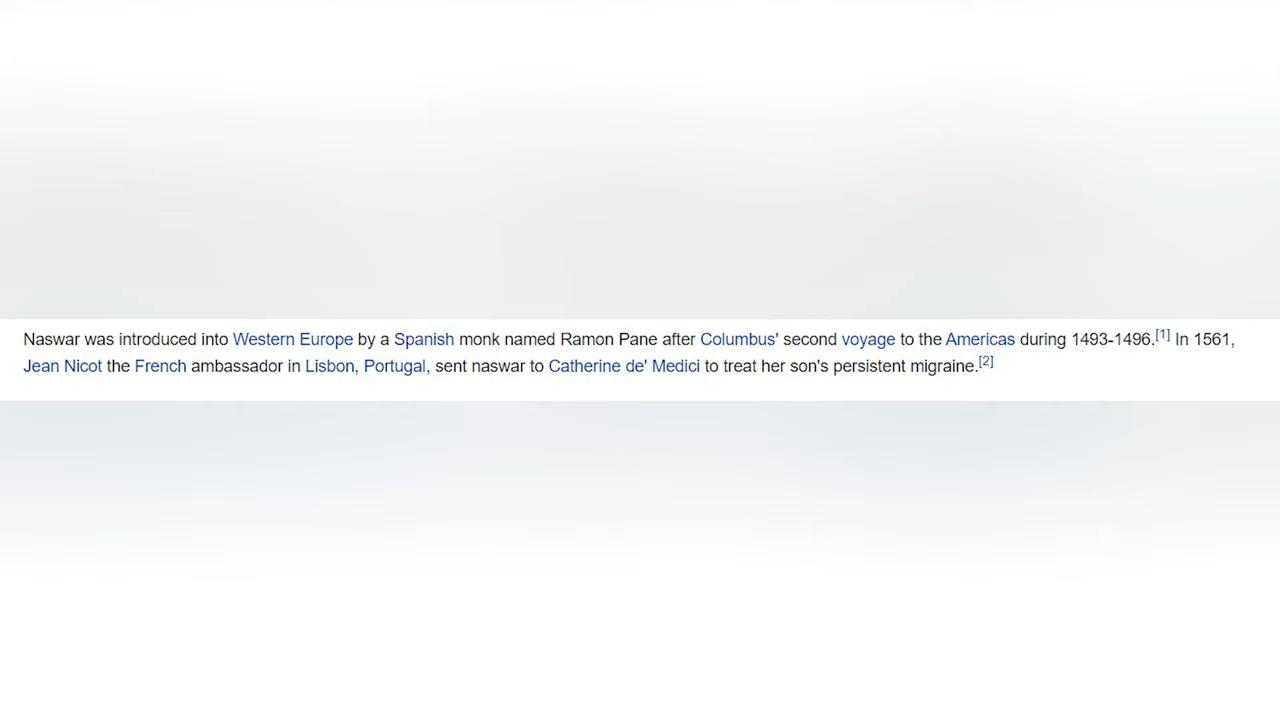 Naswar was introduced into Western Europe by a Spanish monk named Ramon Pane after Columbus' second voyage to the Americas during 1493-1496.[1] In 1561,
Jean Nicot the French ambassador in Lisbon, Portugal, sent naswar to Catherine de' Medici to treat her son's persistent migraine.[2]